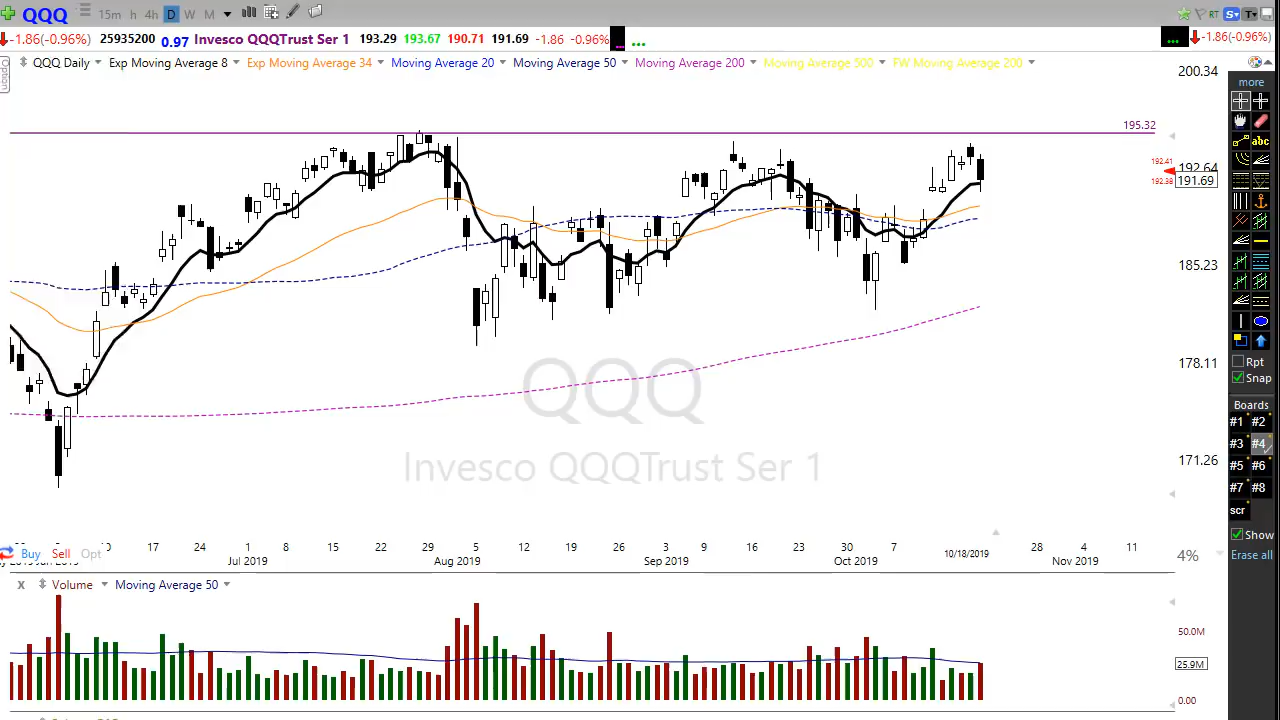 QQQ 15m h 4h D W M RT S T
-1.86(-0.96%) 25935200 0.97 Invesco QQQTrust Ser 1 193.29 193.67 190.71 191.69 -1.86 -0.96% ... ... -1.86(-0.96%)
QQQ Daily Exp Moving Average 8 Exp Moving Average 34 Moving Average 20 Moving Average 50 Moving Average 200 Moving Average 500 FW Moving Average 200
200.34
more
195.32
abc
192.41
192.64
192.38
191.69
185.23
178.11
Rpt
Snap
QQQ
Invesco QQQTrust Ser 1
171.26
Boards
#1 #2
#3 #4
#5 #6
#7 #8
scr
Show
Erase all
17 24 1 8 15 22 29 5 12 19 26 3 9 16 23 30 7 10/18/2019 28 4 11
Buy Sell Opt
Jul 2019 Aug 2019 Sep 2019 Oct 2019 Nov 2019
4%
X Volume Moving Average 50
50.0M
25.9M
0.00